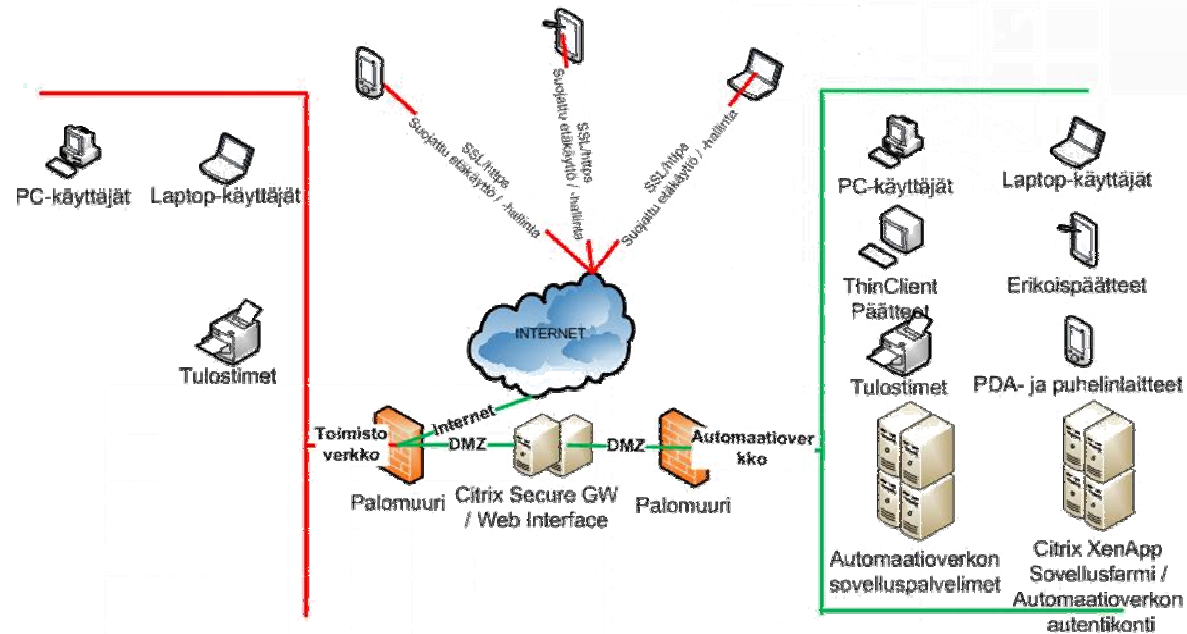 SSL/https
Suojattu etäkäyttö / -hallinta
SSL/https
Suojattu etäkäyttö / -hallinta
SSL/https
Suojattu etäkäyttö / -hallinta
PC-käyttäjät
Laptop-käyttäjät
Tulostimet
INTERNET
Internet
Toimisto
verkko
DMZ
DMZ
Automaatiover
kko
Palomuuri
Citrix Secure GW
/ Web Interface
Palomuuri
PC-käyttäjät
Laptop-käyttäjät
ThinClient
Päätteet
Erikoispäätteet
Tulostimet
PDA- ja puhelinlaitteet
Automaatioverkon
sovelluspalvelimet
Citrix XenApp
Sovellusfarmi /
Automaatioverkon
autentikonti